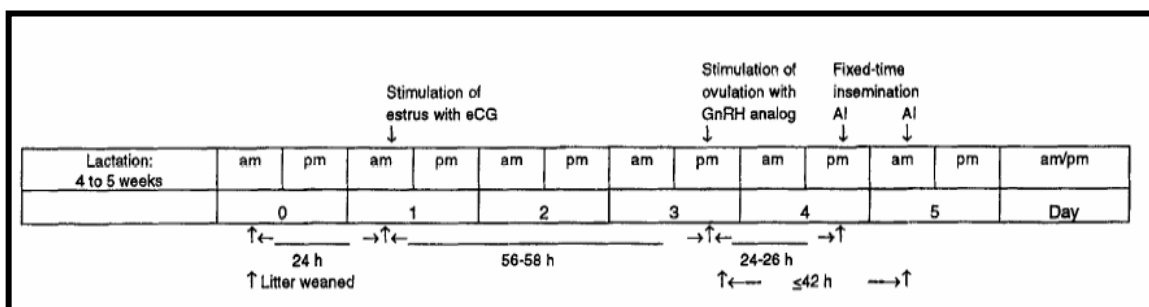 Stimulation of Fixed-time
Stimulation of ovulation with insemination
estrus with eCG GnRH analog AI AI
↓ ↓ ↓ ↓
Lactation: am pm am pm am pm am pm am pm am pm am/pm
4 to 5 weeks
0 1 2 3 4 5 Day
↑← →↑← →↑← →↑
24 h 56-58 h 24-26 h
↑ Litter weaned ↑← ≤42 h →↑